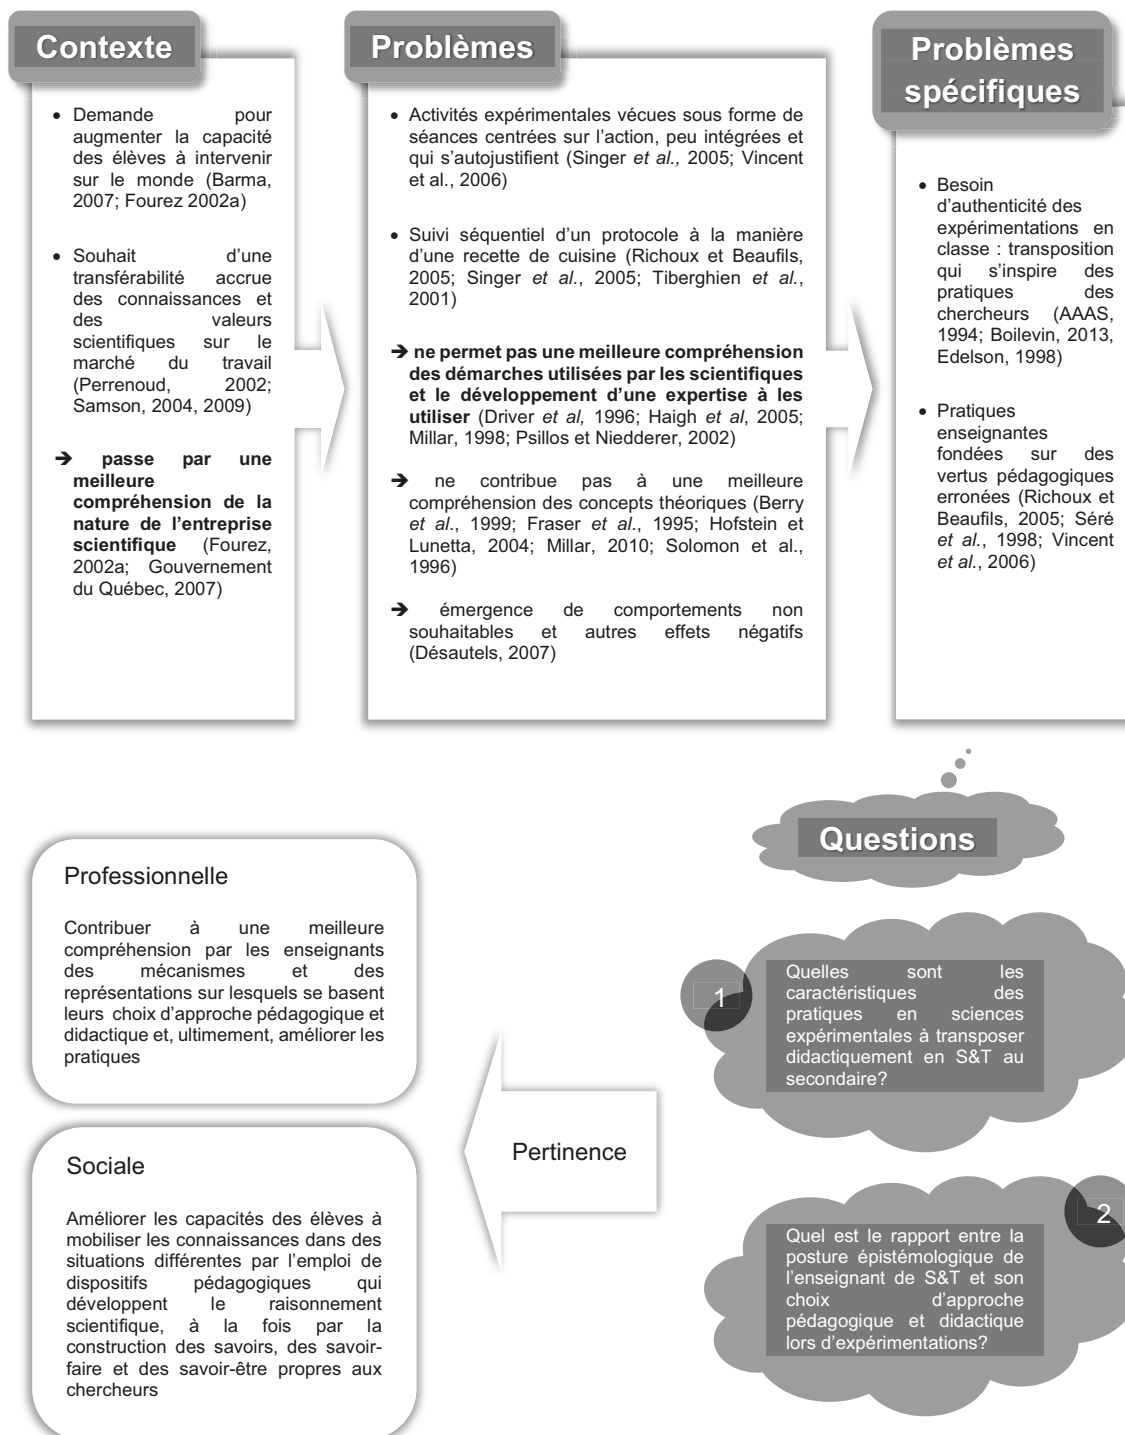 Contexte
• Demande pour
augmenter la capacité
des élèves à intervenir
sur le monde (Barma,
2007; Fourez 2002a)
• Souhait d'une
transférabilité accrue
des connaissances et
des valeurs
scientifiques sur le
marché du travail
(Perrenoud, 2002;
Samson, 2004, 2009)
➔ passe par une
meilleure
compréhension de la
nature de l'entreprise
scientifique (Fourez,
2002a; Gouvernement
du Québec, 2007)
Problèmes
• Activités expérimentales vécues sous forme de
séances centrées sur l'action, peu intégrées et
qui s'autojustifient (Singer et al., 2005; Vincent
et al., 2006)
• Suivi séquentiel d'un protocole à la manière
d'une recette de cuisine (Richoux et Beaufils,
2005; Singer et al., 2005; Tiberghien et al.,
2001)
➔ ne permet pas une meilleure compréhension
des démarches utilisées par les scientifiques
et le développement d'une expertise à les
utiliser (Driver et al, 1996; Haigh et al, 2005;
Millar, 1998; Psillos et Niedderer, 2002)
➔ ne contribue pas à une meilleure
compréhension des concepts théoriques (Berry
et al., 1999; Fraser et al., 1995; Hofstein et
Lunetta, 2004; Millar, 2010; Solomon et al.,
1996)
➔ émergence de comportements non
souhaitables et autres effets négatifs
(Désautels, 2007)
Problèmes
spécifiques
• Besoin
d'authenticité des
expérimentations en
classe : transposition
qui s'inspire des
pratiques des
chercheurs (AAAS,
1994; Boilevin, 2013,
Edelson, 1998)
• Pratiques
enseignantes
fondées sur des
vertus pédagogiques
erronées (Richoux et
Beaufils, 2005; Séré
et al., 1998; Vincent
et al., 2006)
Questions
1
Quelles sont les
caractéristiques des
pratiques en sciences
expérimentales à transposer
didactiquement en S&T au
secondaire?
2
Quel est le rapport entre la
posture épistémologique de
l'enseignant de S&T et son
choix d'approche
pédagogique et didactique
lors d'expérimentations?
Pertinence
Professionnelle
Contribuer à une meilleure
compréhension par les enseignants
des mécanismes et des
représentations sur lesquels se basent
leurs choix d'approche pédagogique et
didactique et, ultimement, améliorer les
pratiques
Sociale
Améliorer les capacités des élèves à
mobiliser les connaissances dans des
situations différentes par l'emploi de
dispositifs pédagogiques qui
développent le raisonnement
scientifique, à la fois par la
construction des savoirs, des savoir-
faire et des savoir-être propres aux
chercheurs